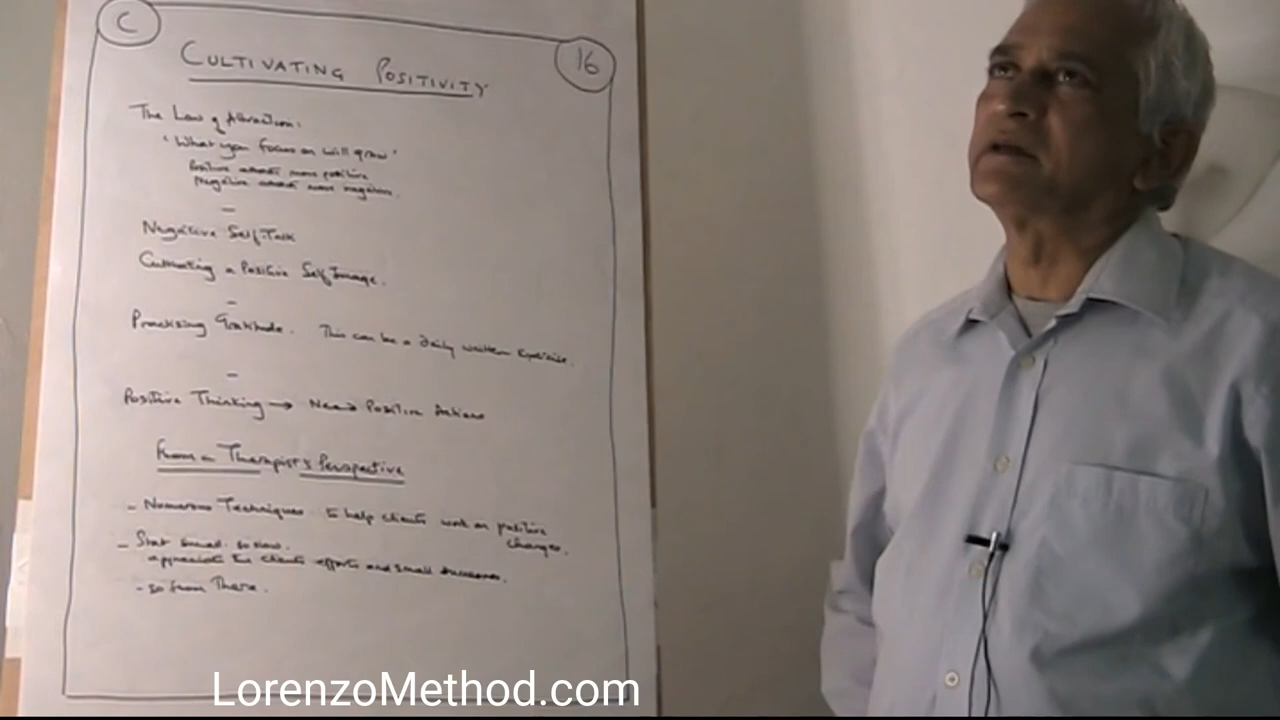 C
16
CULTIVATING POSITIVITY
The Law of Attraction:
"What you focus on will grow"
Positive attracts more positive
Negative attracts more negative.
Negative Self-Talk
Cultivating a Positive Self Image.
Practising Gratitude. This can be a daily written exercise.
Positive Thinking → Need Positive Actions
From a Therapist's Perspective
- Numerous Techniques to help clients work on positive
changes.
- Start small. Go slow.
appreciate the clients efforts and small successes.
- go from There.
LorenzoMethod.com